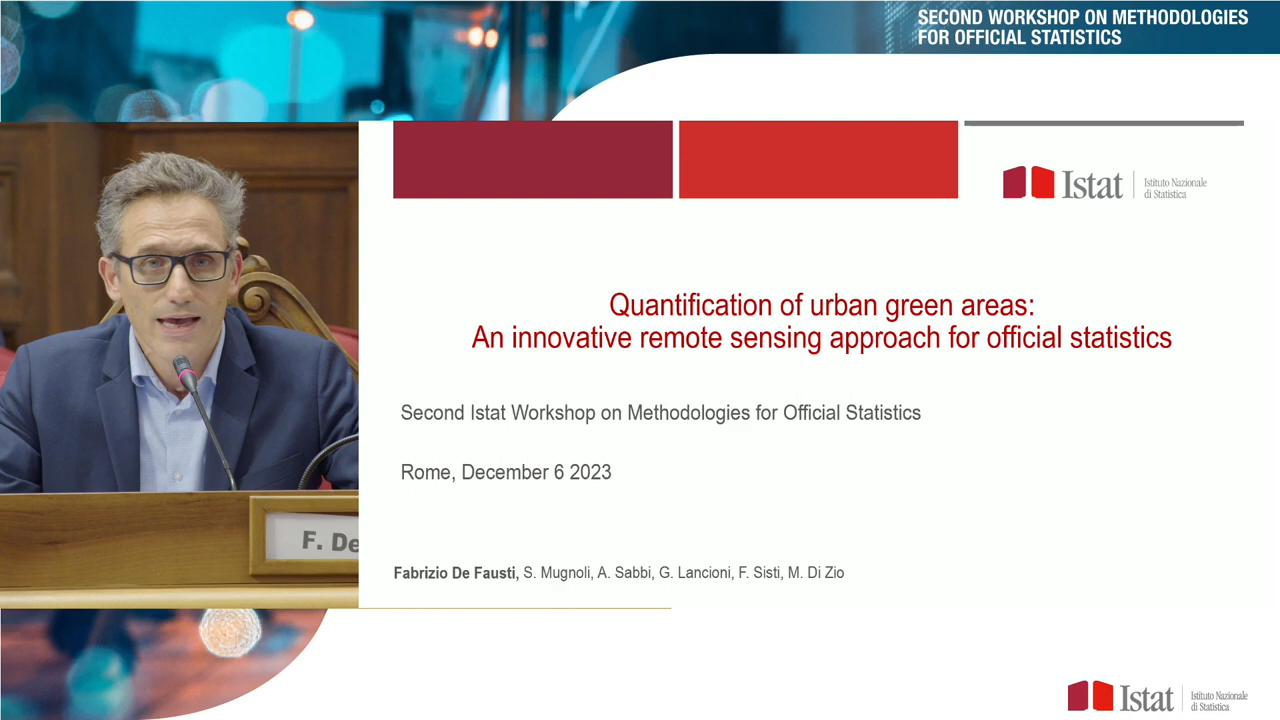 SECOND WORKSHOP ON METHODOLOGIES
FOR OFFICIAL STATISTICS
Istat
Istituto Nazionale
di Statistica
Quantification of urban green areas:
An innovative remote sensing approach for official statistics
Second Istat Workshop on Methodologies for Official Statistics
Rome, December 6 2023
F. De
Fabrizio De Fausti, S. Mugnoli, A. Sabbi, G. Lancioni, F. Sisti, M. Di Zio
Istat
Istituto Nazionale
di Statistica